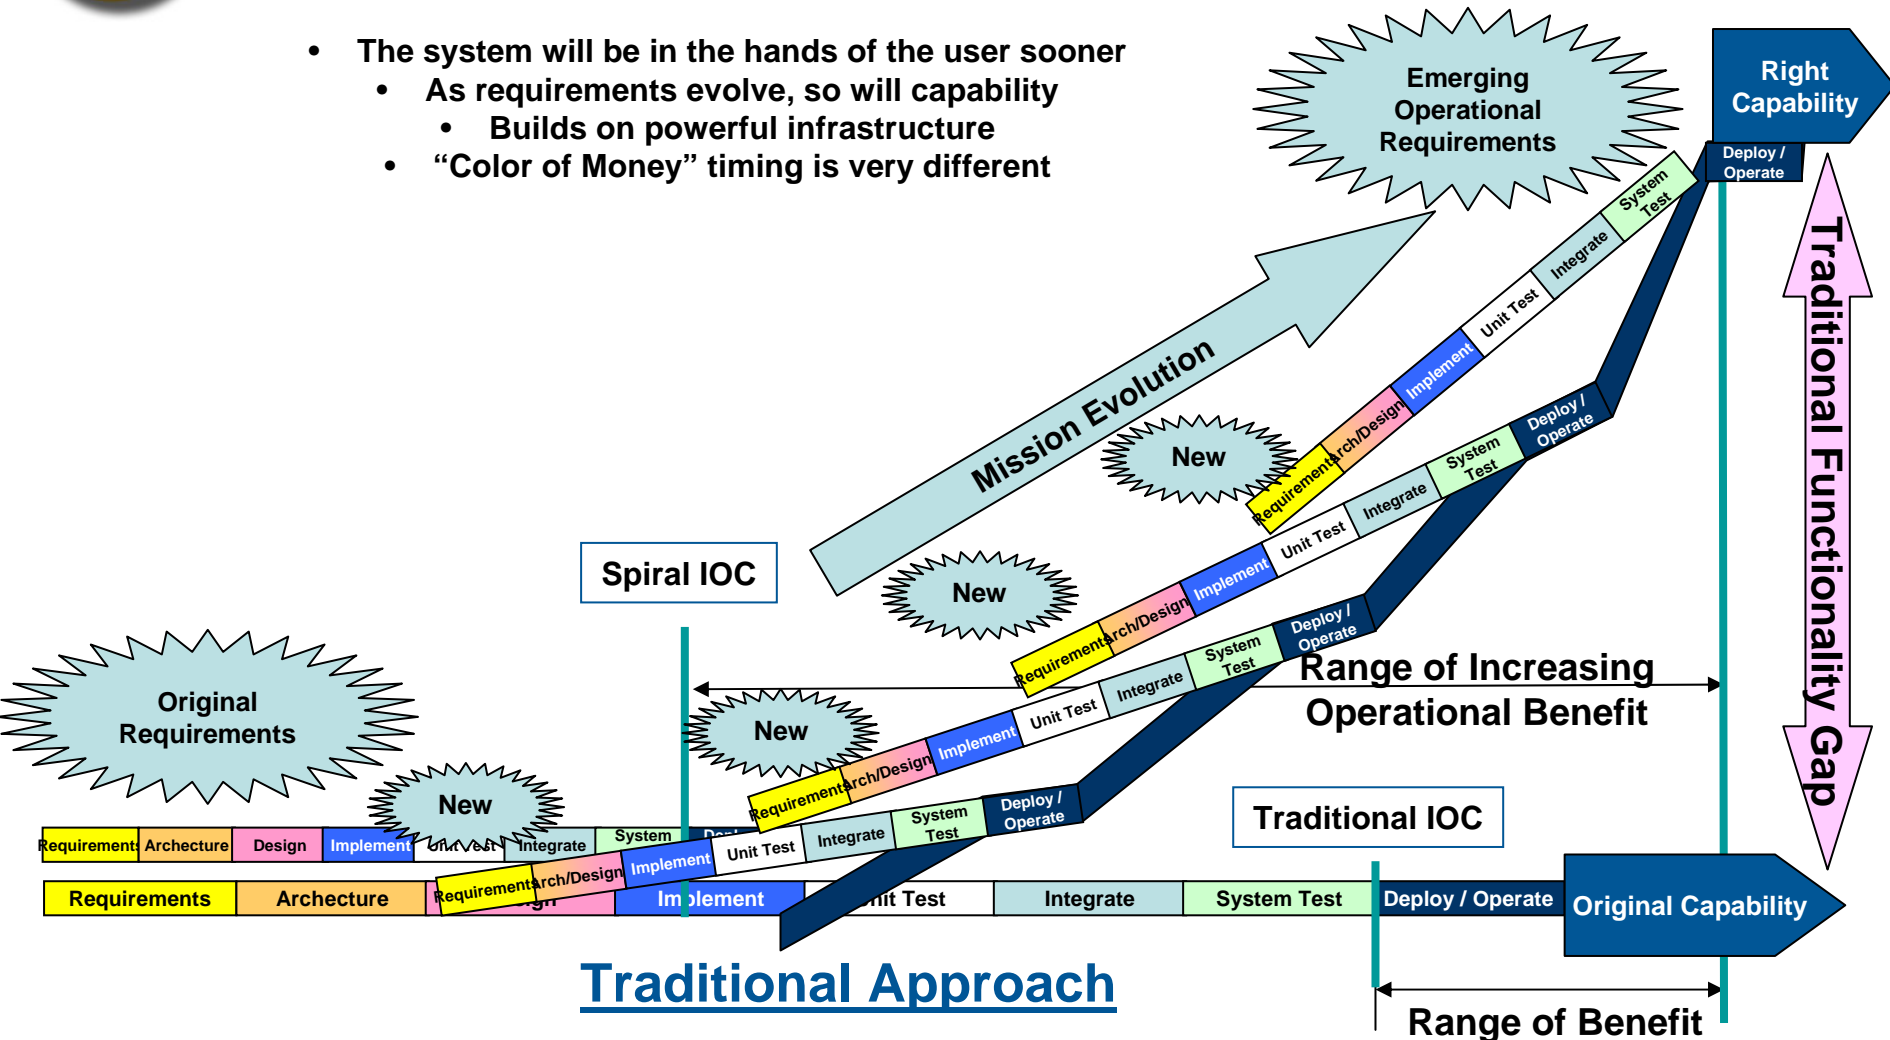 • The system will be in the hands of the user sooner
• As requirements evolve, so will capability
• Builds on powerful infrastructure
• “Color of Money” timing is very different
Emerging
Operational
Requirements
Right
Capability
Deploy /
Operate
System
Test
Integrate
Unit Test
Implement
Arch/Design
Requirements
New
Mission Evolution
Traditional Functionality Gap
Deploy /
Operate
System
Test
Integrate
Unit Test
Implement
Arch/Design
Requirements
New
Spiral IOC
Deploy /
Operate
System
Test
Integrate
Unit Test
Implement
Arch/Design
Requirements
New
Range of Increasing
Operational Benefit
Original
Requirements
New
Requirements
Archecture
Design
Implement
Unit Test
Integrate
System
Deploy /
Operate
System
Test
Integrate
Unit Test
Implement
Arch/Design
Requirements
Traditional IOC
Requirements
Archecture
Implement
Unit Test
Integrate
System Test
Deploy / Operate
Original Capability
Traditional Approach
Range of Benefit